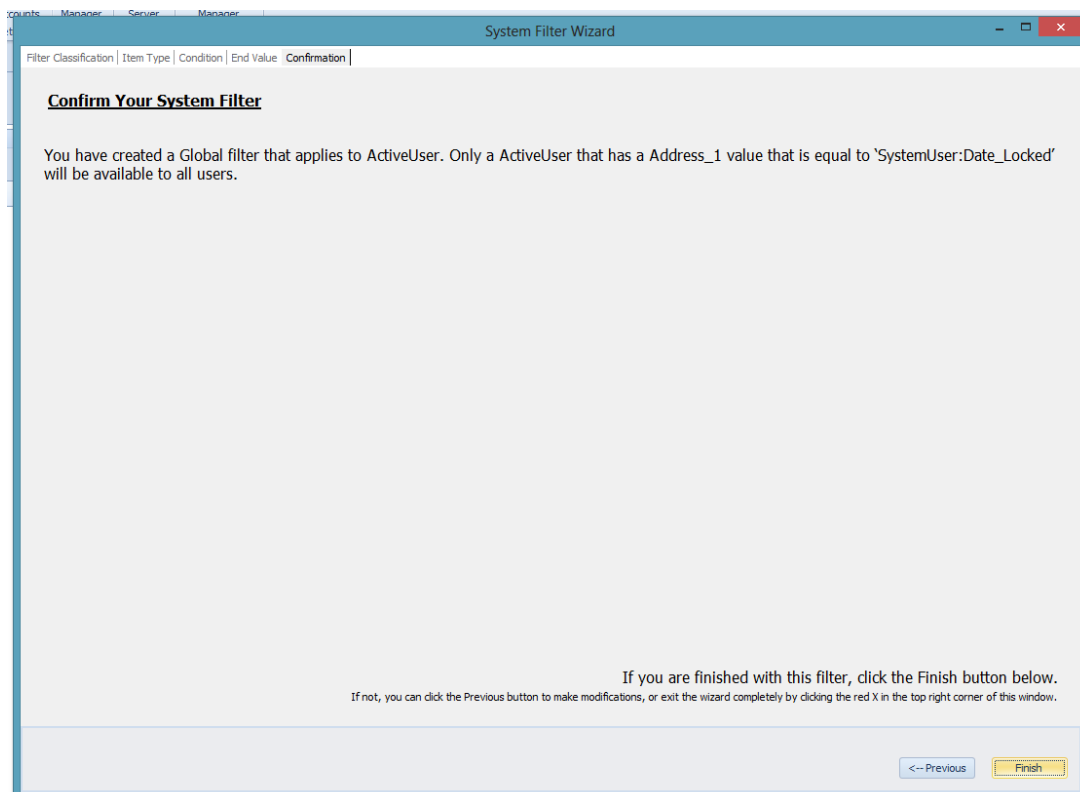 Manager Server Manager
System Filter Wizard
Filter Classification Item Type Condition End Value Confirmation
Confirm Your System Filter
You have created a Global filter that applies to ActiveUser. Only a ActiveUser that has a Address_1 value that is equal to ‘SystemUser:Date_Locked’
will be available to all users.
If you are finished with this filter, click the Finish button below.
If not, you can click the Previous button to make modifications, or exit the wizard completely by clicking the red X in the top right corner of this window.
<-- Previous Finish